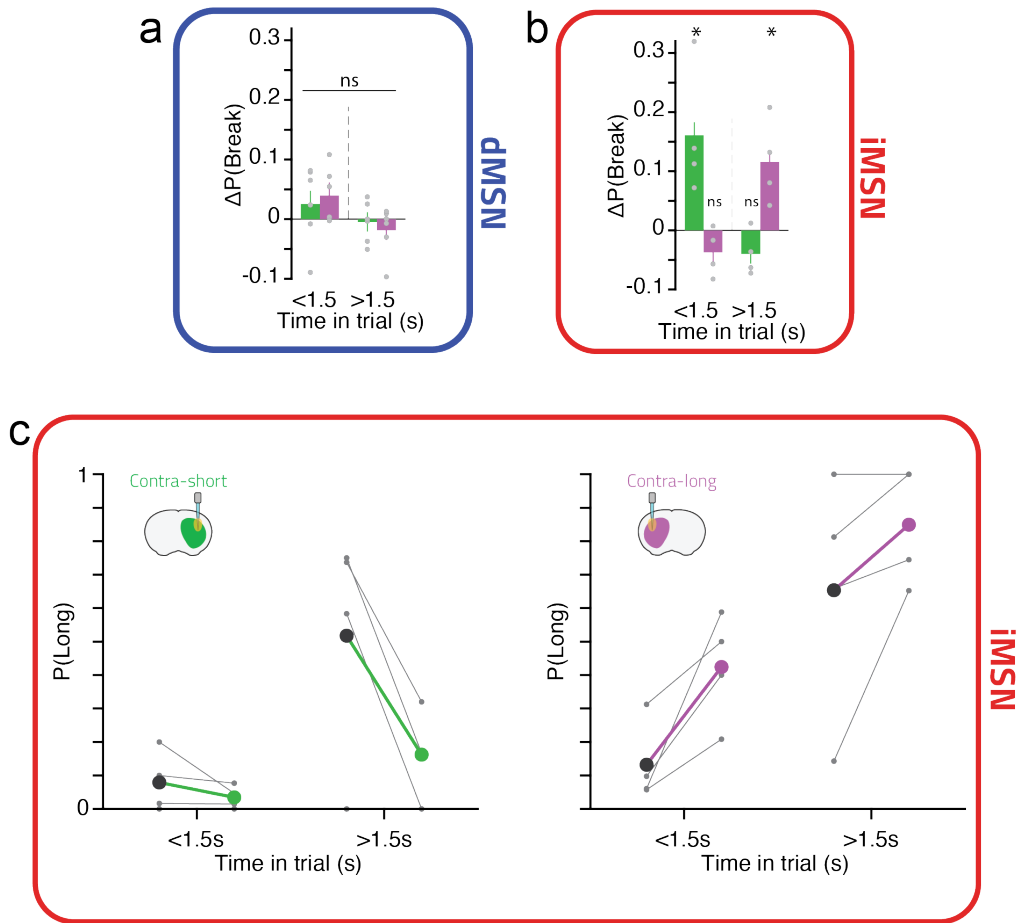 a
0.3
0.2
0.1
0
-0.1
ΔP(Break)
ns
<1.5 >1.5
Time in trial (s)
dMSN
b
0.3
0.2
0.1
0
-0.1
ΔP(Break)
* *
ns ns
<1.5 >1.5
Time in trial (s)
iMSN
c
1
0
P(Long)
Contra-short
<1.5s >1.5s
Time in trial (s)
P(Long)
Contra-long
<1.5s >1.5s
Time in trial (s)
iMSN